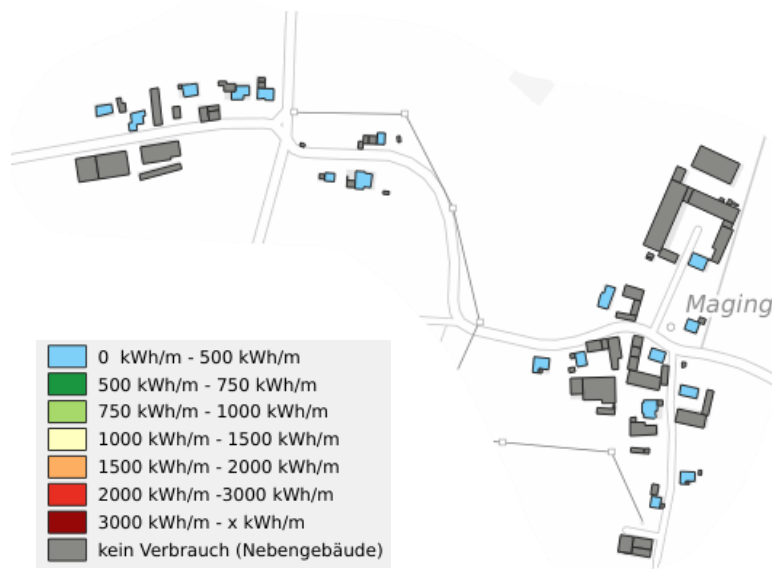 Maging
0 kWh/m - 500 kWh/m
500 kWh/m - 750 kWh/m
750 kWh/m - 1000 kWh/m
1000 kWh/m - 1500 kWh/m
1500 kWh/m - 2000 kWh/m
2000 kWh/m -3000 kWh/m
3000 kWh/m - x kWh/m
kein Verbrauch (Nebengebäude)